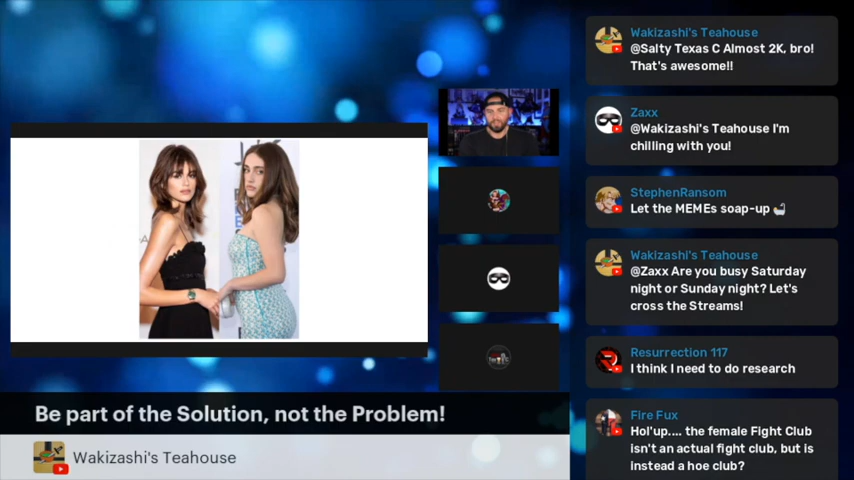 Wakizashi's Teahouse
@Salty Texas C Almost 2K, bro!
That's awesome!!
Zaxx
@Wakizashi's Teahouse I'm
chilling with you!
StephenRansom
Let the MEMEs soap-up 🛀
Wakizashi's Teahouse
@Zaxx Are you busy Saturday
night or Sunday night? Let's
cross the Streams!
Resurrection 117
I think I need to do research
Fire Fux
Hol'up.... the female Fight Club
isn't an actual fight club, but is
instead a hoe club?
Be part of the Solution, not the Problem!
Wakizashi's Teahouse